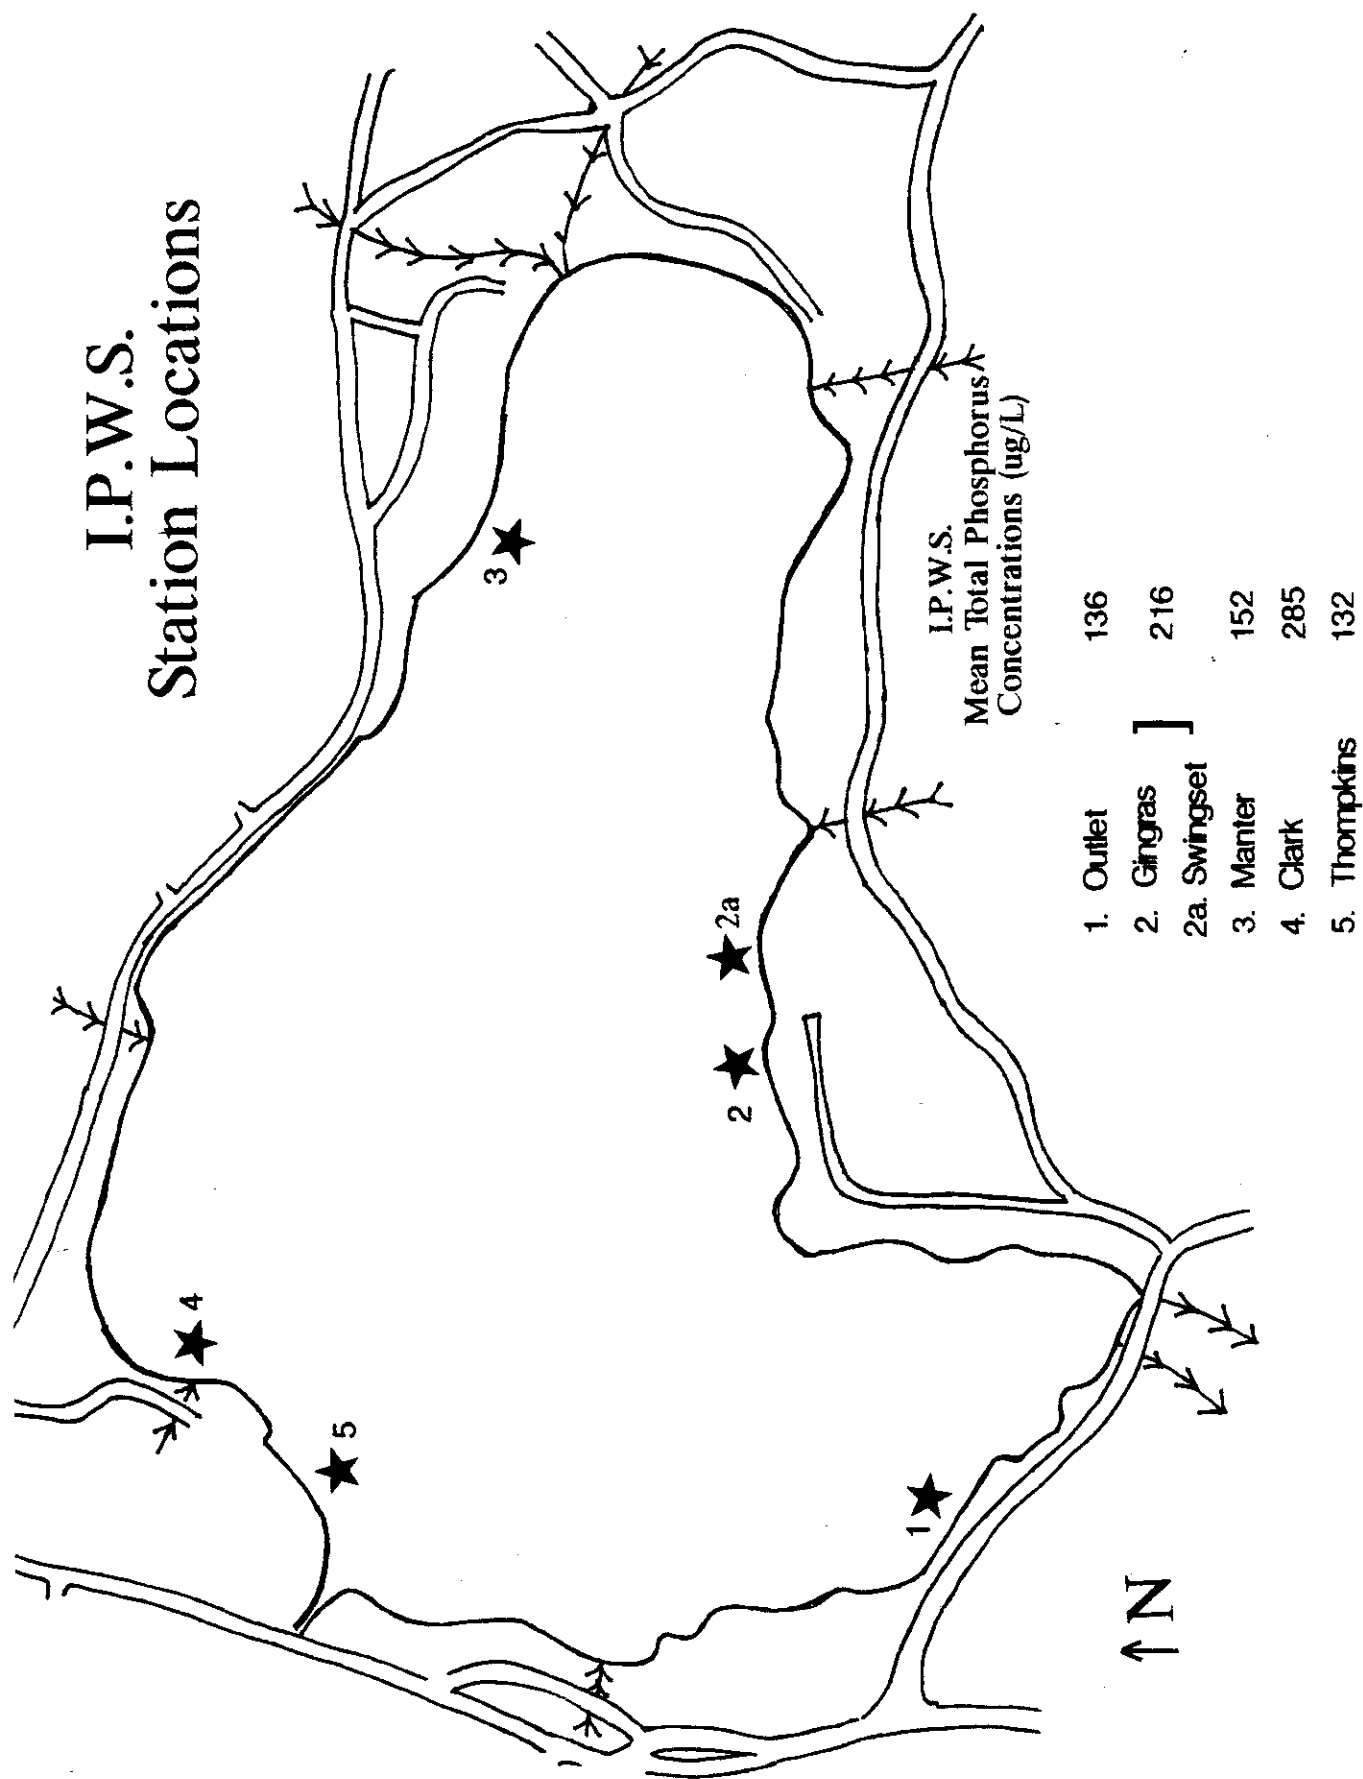 I.P.W.S.
Station Locations
3
4
5
2a
2
1
↑N
I.P.W.S.
Mean Total Phosphorus
Concentrations (ug/L)
1. Outlet 136
2. Gingras ] 216
2a. Swingset
3. Manter 152
4. Clark 285
5. Thompkins 132